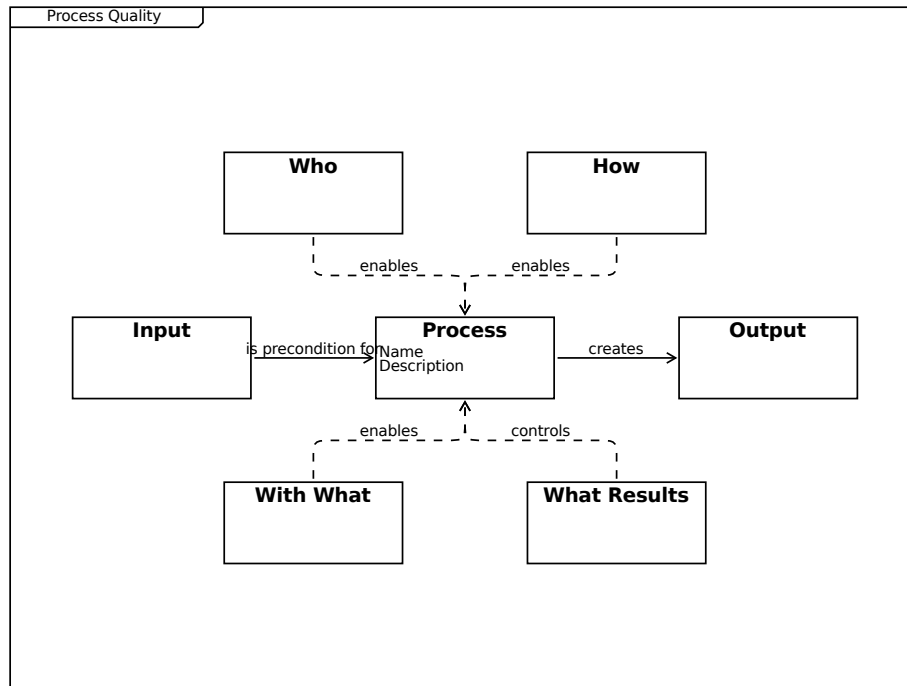 Process Quality
Who
How
enables
enables
Input
Process
Output
is precondition for
Name
Description
creates
enables
controls
With What
What Results